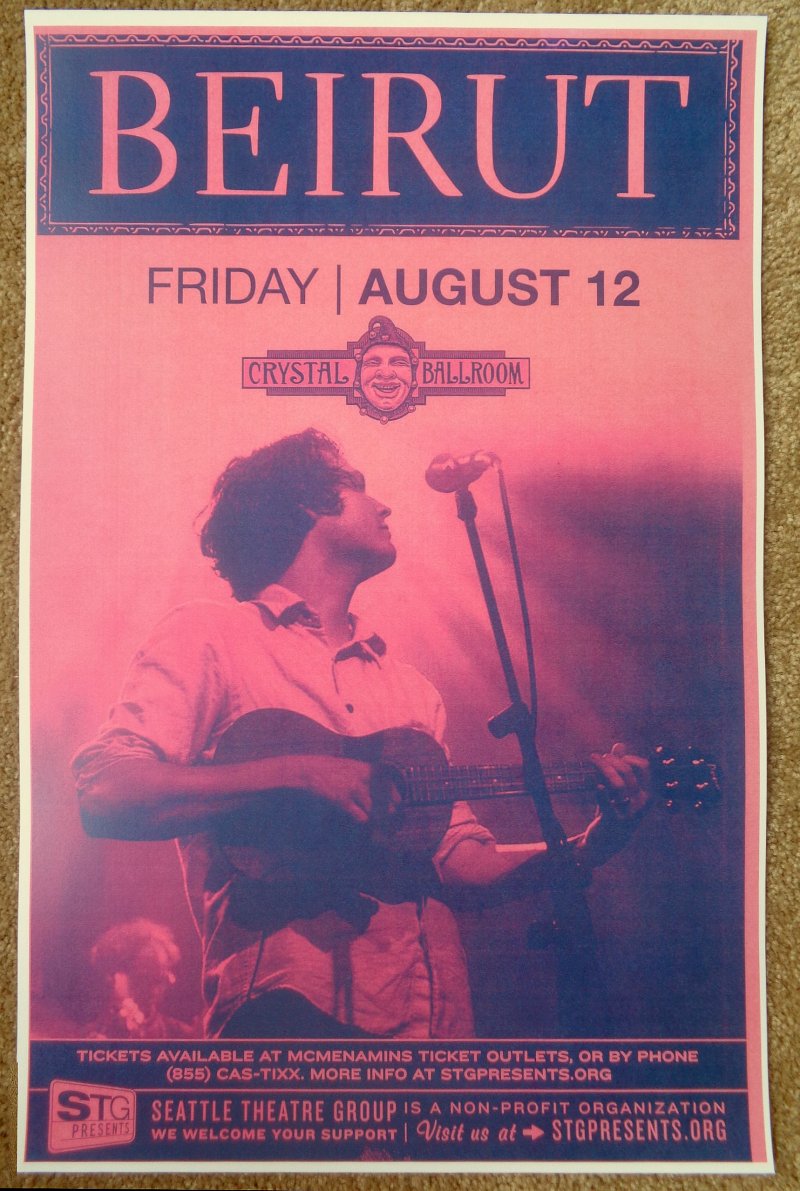 BEIRUT
FRIDAY | AUGUST 12
CRYSTAL BALLROOM
TICKETS AVAILABLE AT MCMENAMINS TICKET OUTLETS, OR BY PHONE
(855) CAS-TIXX. MORE INFO AT STGPRESENTS.ORG
STG
PRESENTS
SEATTLE THEATRE GROUP IS A NON-PROFIT ORGANIZATION
WE WELCOME YOUR SUPPORT | Visit us at → STGPRESENTS.ORG